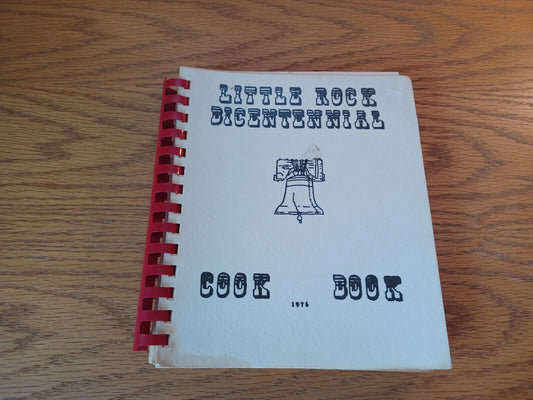 LITTLE ROCK
BICENTENNIAL
COOK BOOK
1976